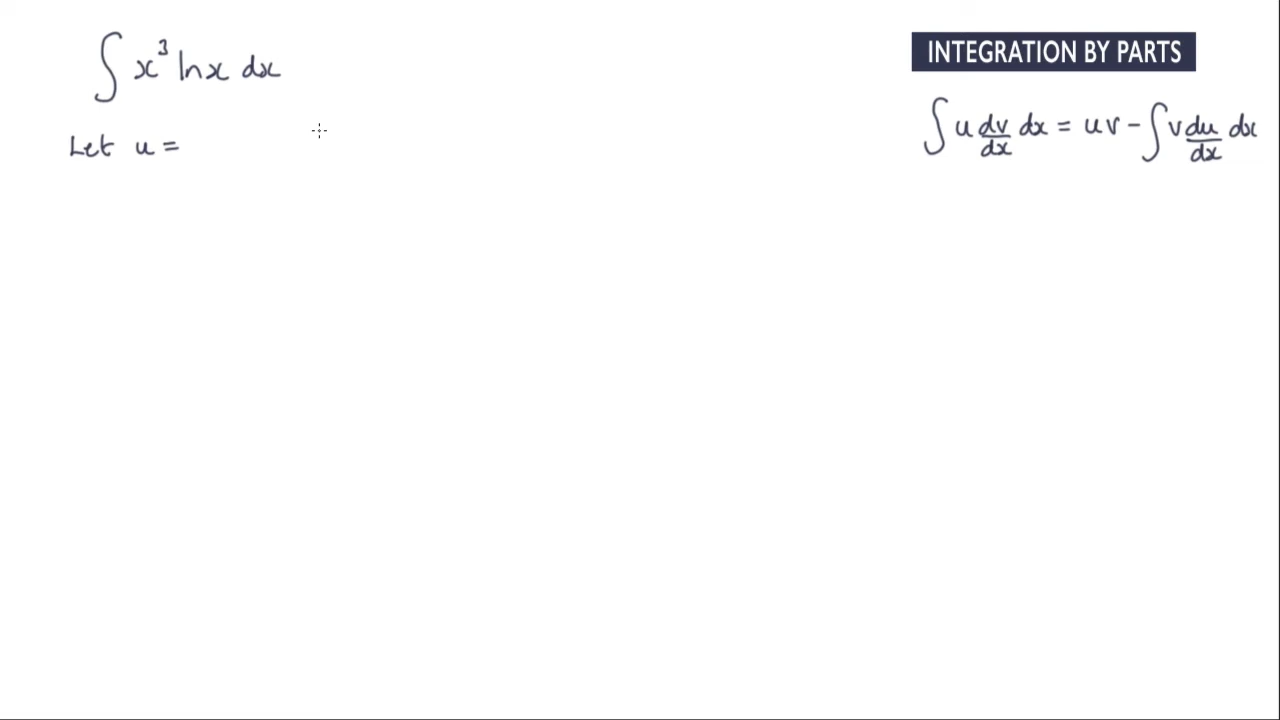 ∫ x³ ln x dx
INTEGRATION BY PARTS
∫ u dv/dx dx = uv - ∫ v du/dx dx
Let u =